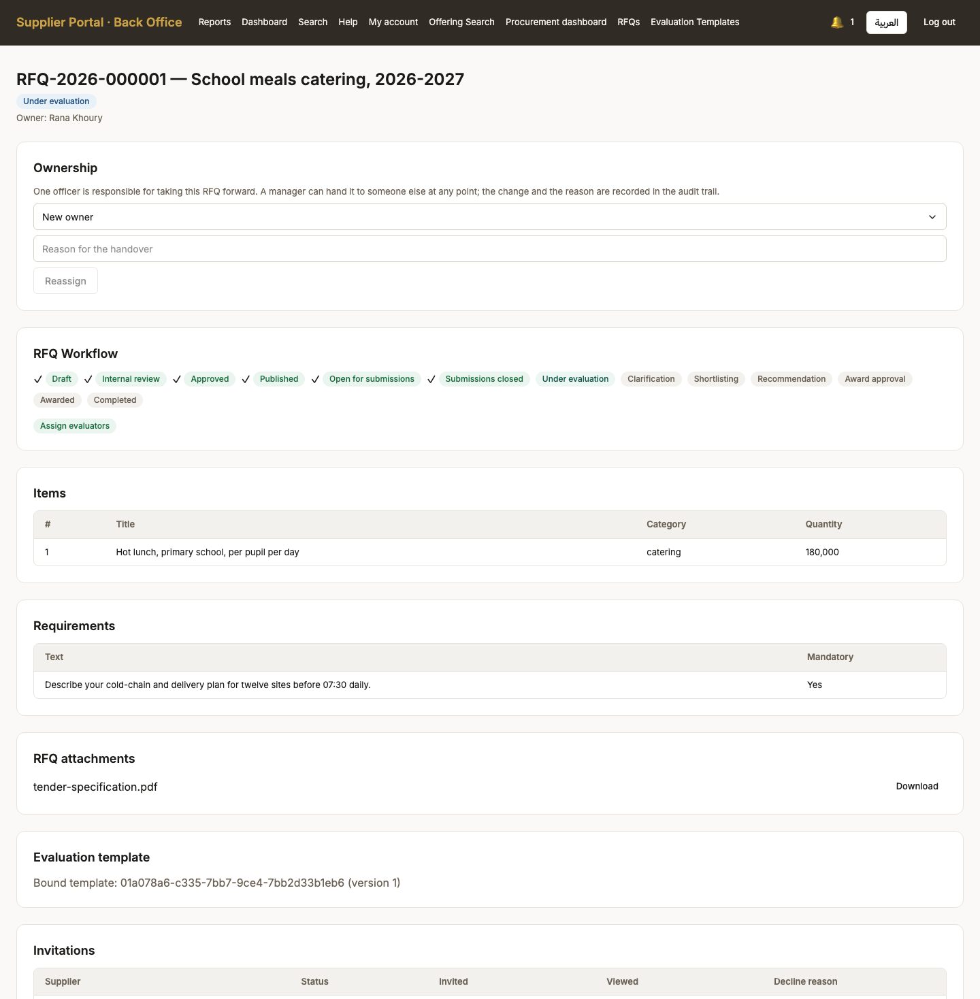 Supplier Portal · Back Office Reports Dashboard Search Help My account Offering Search Procurement dashboard RFQs Evaluation Templates 1 العربية Log out
RFQ-2026-000001 — School meals catering, 2026-2027
Under evaluation
Owner: Rana Khoury
Ownership
One officer is responsible for taking this RFQ forward. A manager can hand it to someone else at any point; the change and the reason are recorded in the audit trail.
New owner
Reason for the handover
Reassign
RFQ Workflow
✓ Draft ✓ Internal review ✓ Approved ✓ Published ✓ Open for submissions ✓ Submissions closed Under evaluation Clarification Shortlisting Recommendation Award approval
Awarded Completed
Assign evaluators
Items
# Title Category Quantity
1 Hot lunch, primary school, per pupil per day catering 180,000
Requirements
Text Mandatory
Describe your cold-chain and delivery plan for twelve sites before 07:30 daily. Yes
RFQ attachments
tender-specification.pdf Download
Evaluation template
Bound template: 01a078a6-c335-7bb7-9ce4-7bb2d33b1eb6 (version 1)
Invitations
Supplier Status Invited Viewed Decline reason